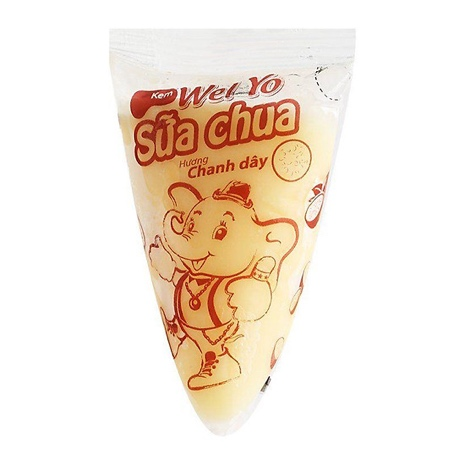 Kem
Wel Yo
Sữa chua
Hương
Chanh dây